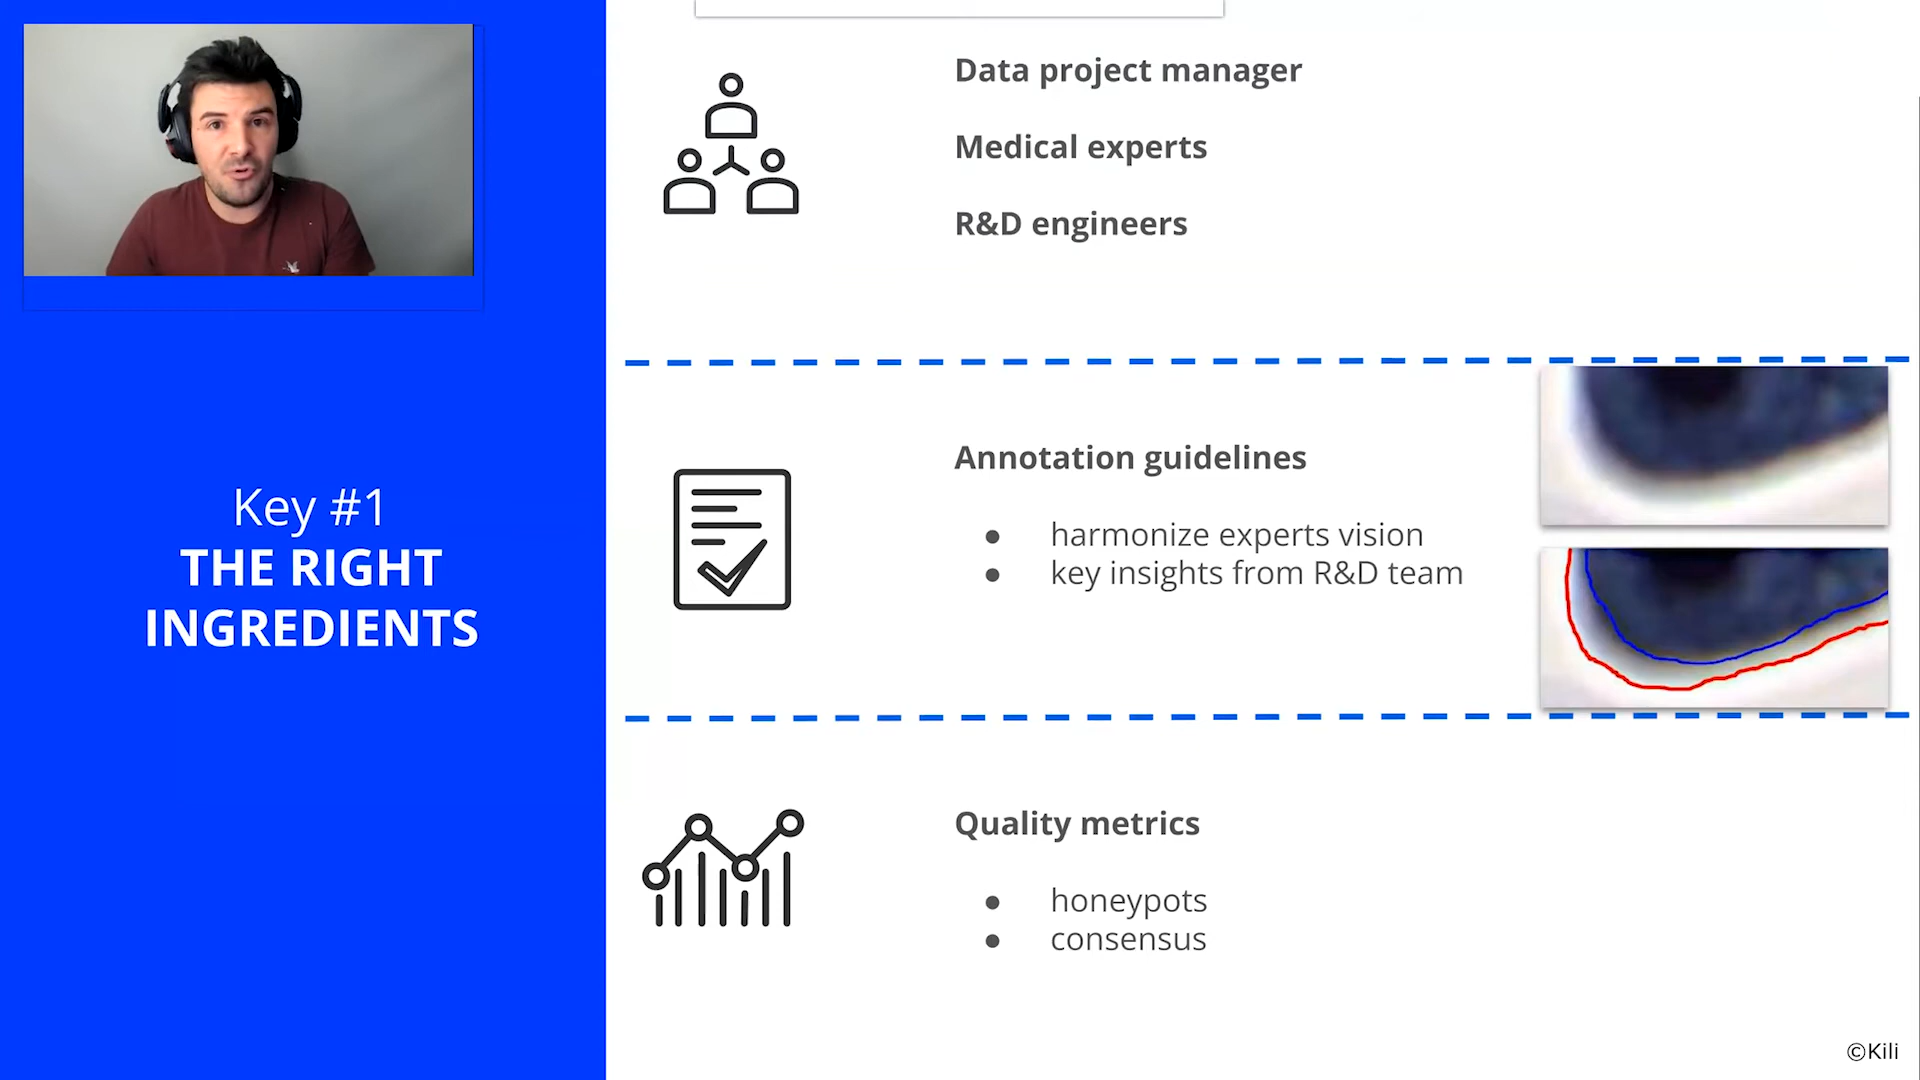 Key #1
THE RIGHT
INGREDIENTS
Data project manager
Medical experts
R&D engineers
Annotation guidelines
● harmonize experts vision
● key insights from R&D team
Quality metrics
● honeypots
● consensus
©Kili